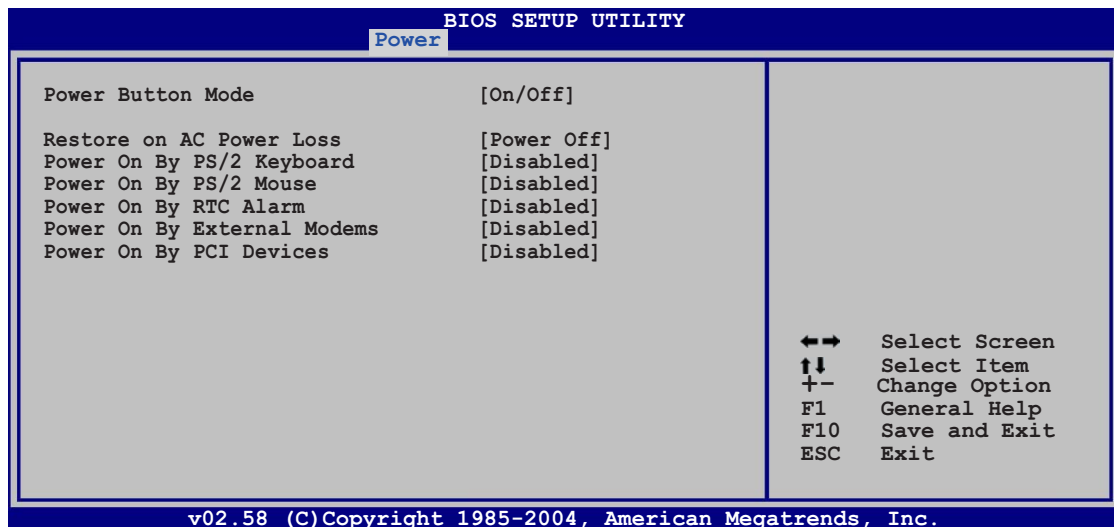 BIOS SETUP UTILITY
Power
Power Button Mode [On/Off]
Restore on AC Power Loss [Power Off]
Power On By PS/2 Keyboard [Disabled]
Power On By PS/2 Mouse [Disabled]
Power On By RTC Alarm [Disabled]
Power On By External Modems [Disabled]
Power On By PCI Devices [Disabled]
←→ Select Screen
↑↓ Select Item
+- Change Option
F1 General Help
F10 Save and Exit
ESC Exit
v02.58 (C)Copyright 1985-2004, American Megatrends, Inc.